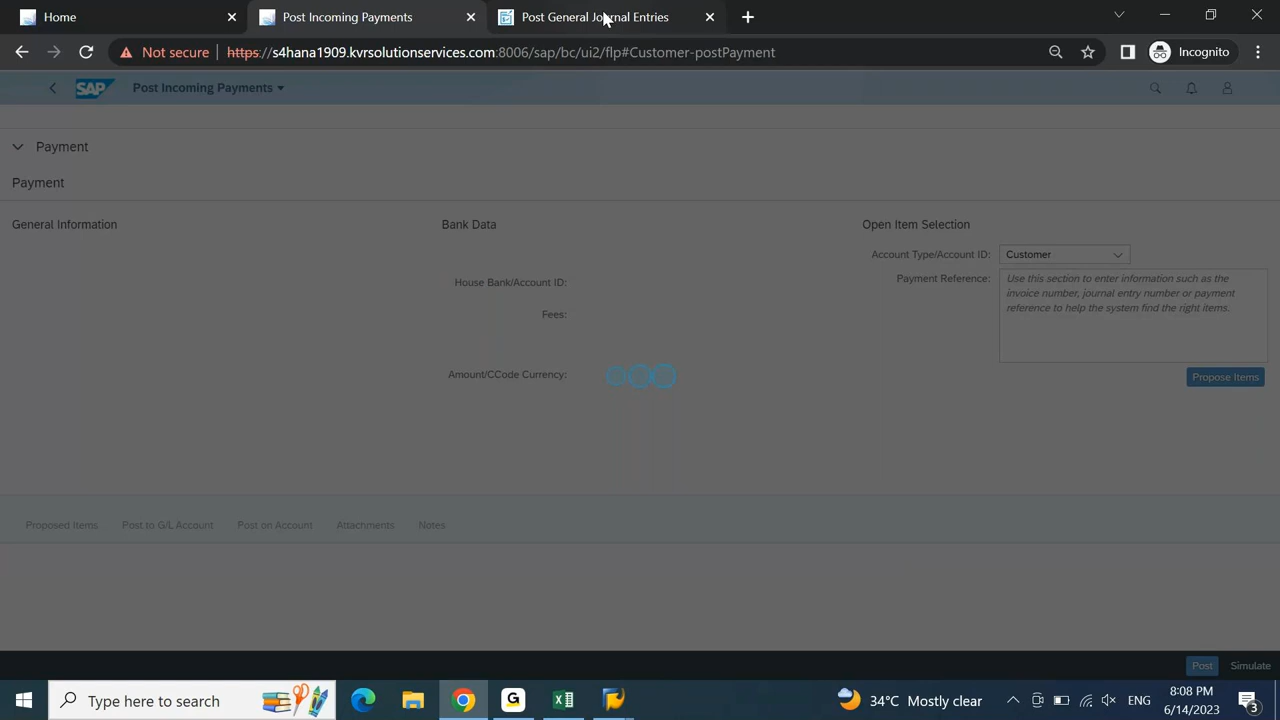 Home
Post Incoming Payments
Post General Journal Entries
Not secure
https://s4hana1909.kvrsolutionservices.com:8006/sap/bc/ui2/flp#Customer-postPayment
Incognito
SAP
Post Incoming Payments
Payment
Payment
General Information
Bank Data
Open Item Selection
Account Type/Account ID:
Customer
House Bank/Account ID:
Payment Reference:
Use this section to enter information such as the
invoice number, journal entry number or payment
reference to help the system find the right items.
Fees:
Amount/CCode Currency:
Propose Items
Proposed Items
Post to G/L Account
Post on Account
Attachments
Notes
Post
Simulate
Type here to search
34°C Mostly clear
ENG
8:08 PM
6/14/2023
3